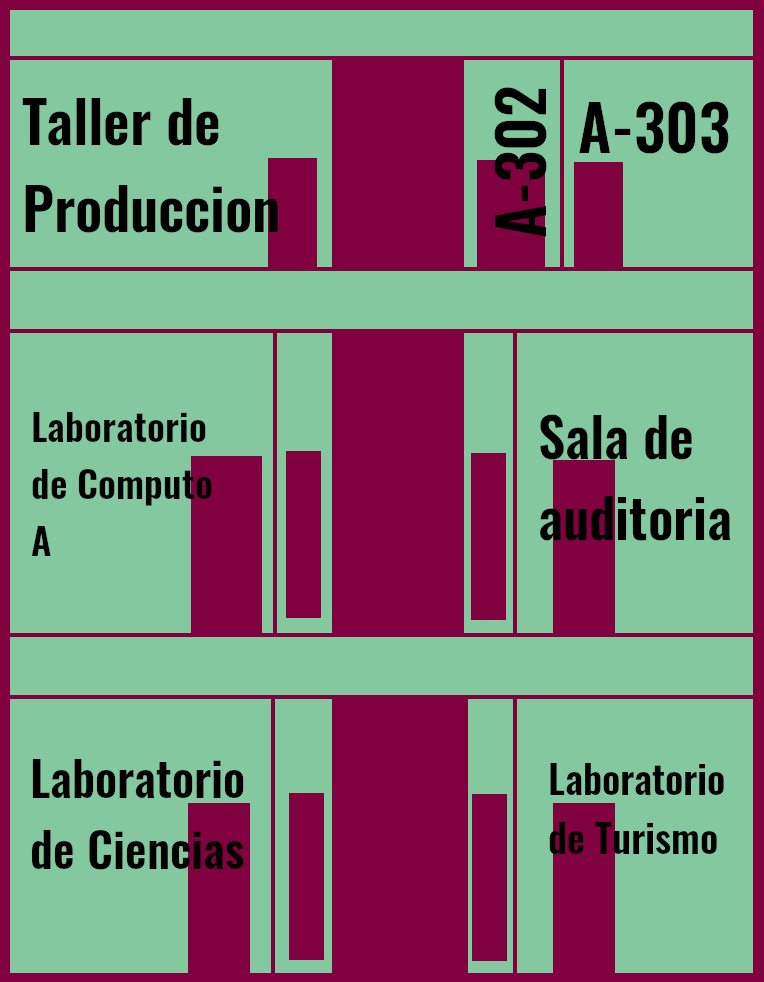 Taller de
Produccion
A-302
A-303
Laboratorio
de Computo
A
Sala de
auditoria
Laboratorio
de Ciencias
Laboratorio
de Turismo